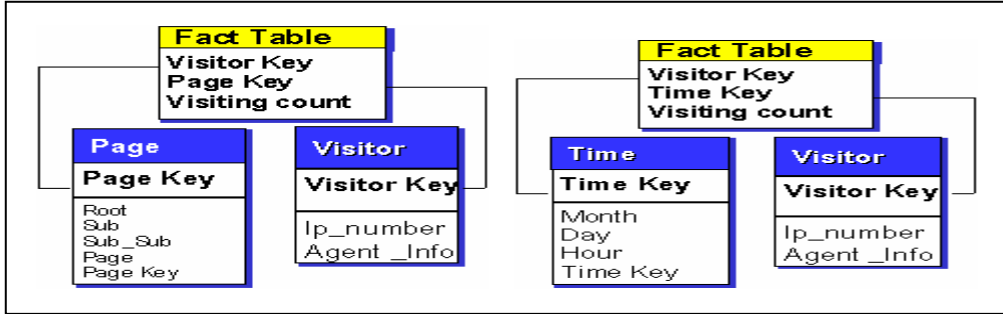 Fact Table
Visitor Key
Page Key
Visiting count
Page
Page Key
Root
Sub
Sub_Sub
Page
Page Key
Visitor
Visitor Key
Ip_number
Agent _Info
Fact Table
Visitor Key
Time Key
Visiting count
Time
Time Key
Month
Day
Hour
Time Key
Visitor
Visitor Key
Ip_number
Agent _Info